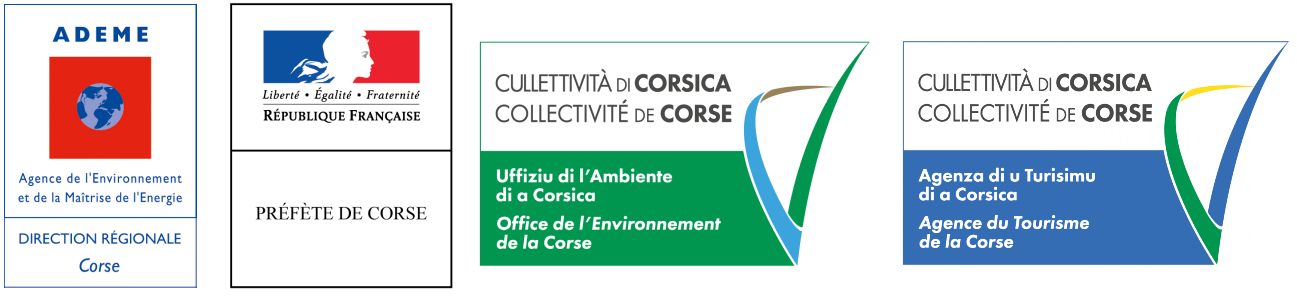 ADEME
Agence de l'Environnement
et de la Maîtrise de l'Energie
DIRECTION RÉGIONALE
Corse
Liberté • Égalité • Fraternité
RÉPUBLIQUE FRANÇAISE
PRÉFÈTE DE CORSE
CULLETTIVITÀ DI CORSICA
COLLECTIVITÉ DE CORSE
Uffiziu di l'Ambiente
di a Corsica
Office de l'Environnement
de la Corse
CULLETTIVITÀ DI CORSICA
COLLECTIVITÉ DE CORSE
Agenza di u Turisimu
di a Corsica
Agence du Tourisme
de la Corse